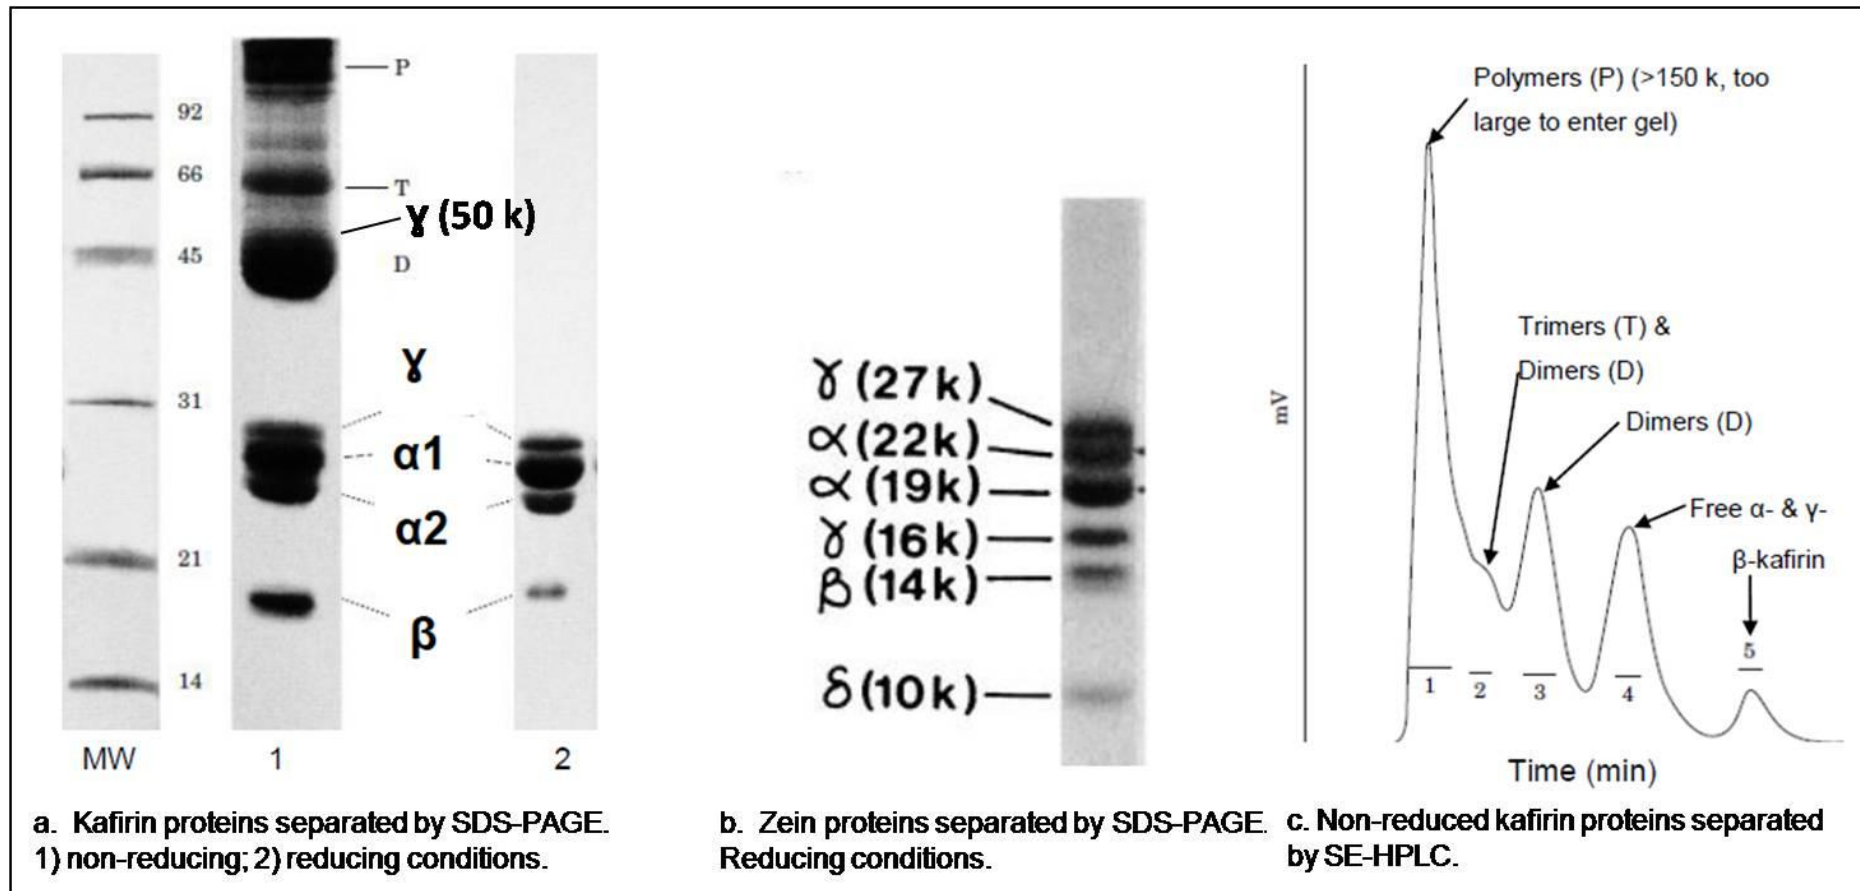 P
92
66
T
ɣ (50 k)
45
D
ɣ
31
α1
α2
21
β
14
MW
1
2
a. Kafirin proteins separated by SDS-PAGE.
1) non-reducing; 2) reducing conditions.
ɣ (27k)
α (22k)
α (19k)
ɣ (16k)
β (14k)
δ (10k)
b. Zein proteins separated by SDS-PAGE.
Reducing conditions.
Polymers (P) (>150 k, too
large to enter gel)
Trimers (T) &
Dimers (D)
Dimers (D)
Free α- & γ-
β-kafirin
mV
1
2
3
4
5
Time (min)
c. Non-reduced kafirin proteins separated
by SE-HPLC.